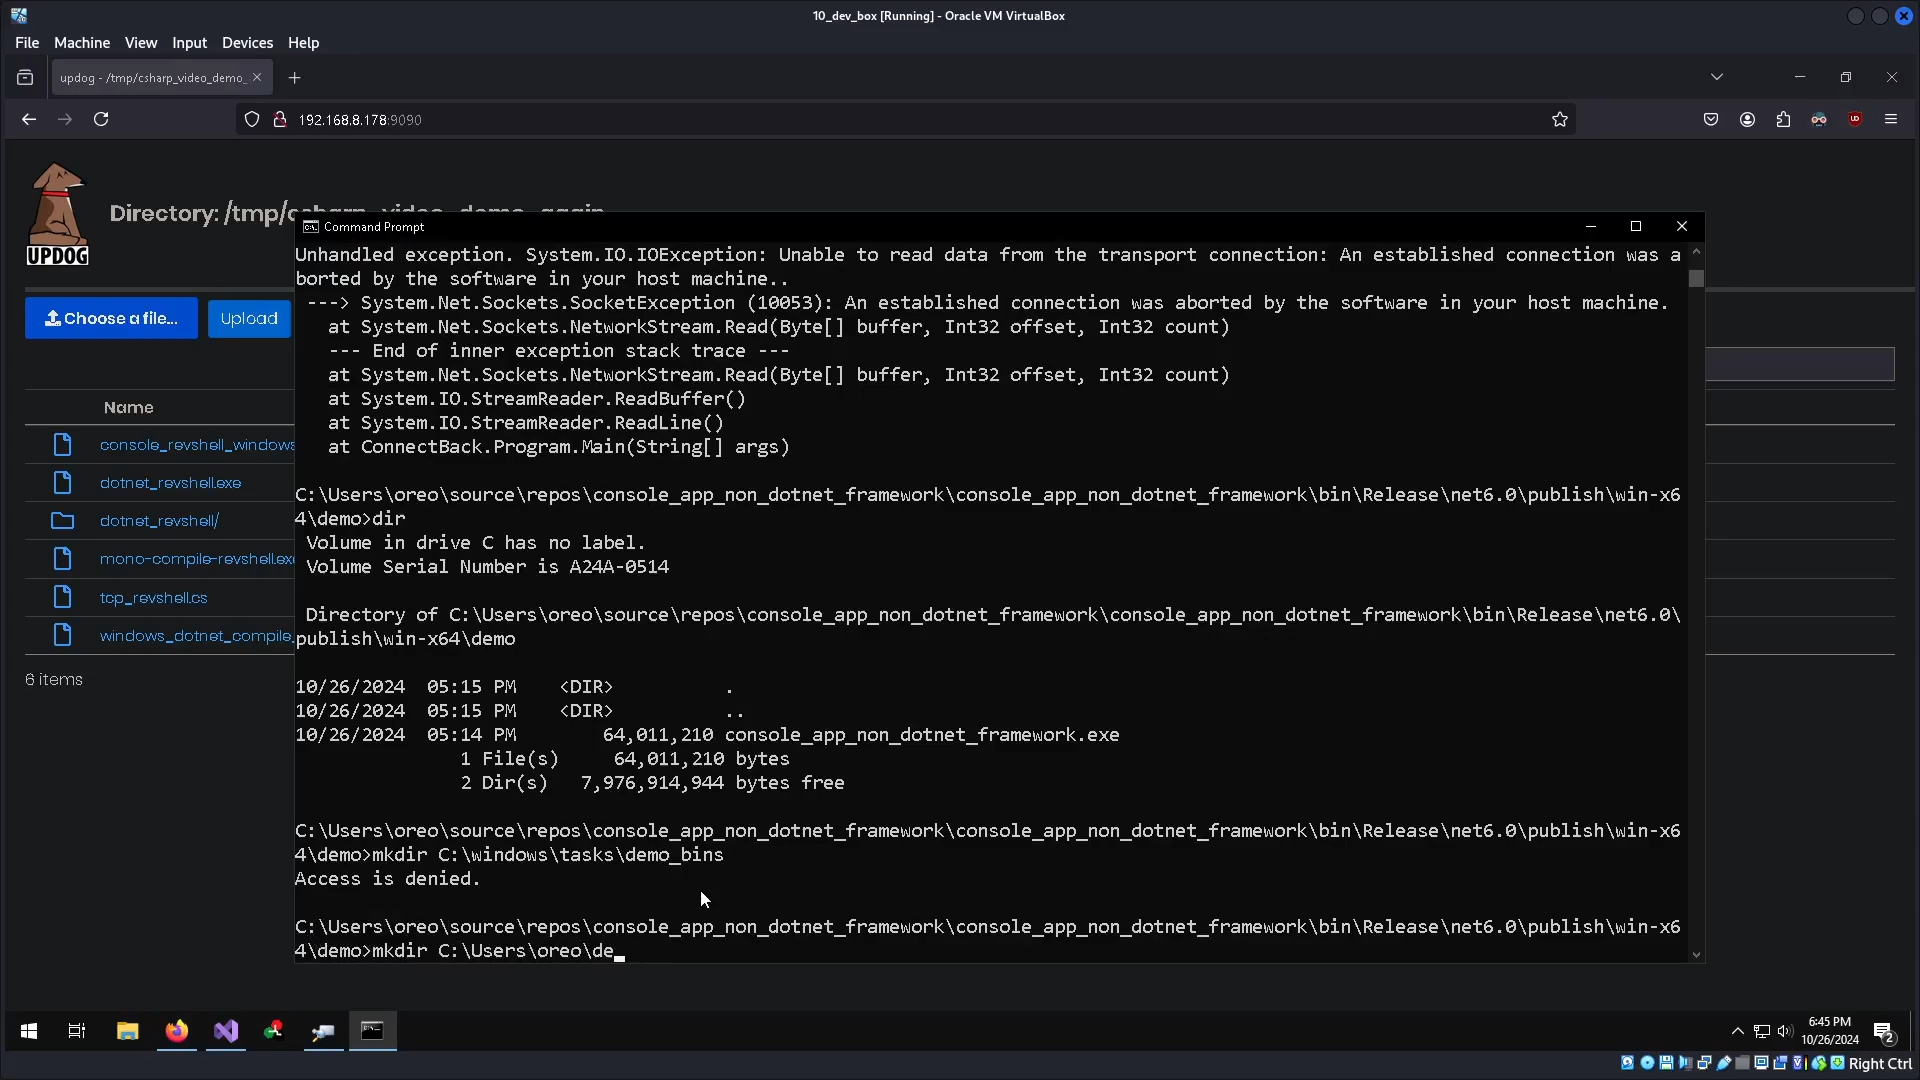 10_dev_box [Running] - Oracle VM VirtualBox
File Machine View Input Devices Help
updog - /tmp/csharp_video_demo_
192.168.8.178:9090
UPDOG
Directory: /tmp/csharp_video_demo_again
Choose a file...
Upload
Name
console_revshell_windows
dotnet_revshell.exe
dotnet_revshell/
mono-compile-revshell.exe
tcp_revshell.cs
windows_dotnet_compile_
6 items
Command Prompt
Unhandled exception. System.IO.IOException: Unable to read data from the transport connection: An established connection was a
borted by the software in your host machine..
---> System.Net.Sockets.SocketException (10053): An established connection was aborted by the software in your host machine.
at System.Net.Sockets.NetworkStream.Read(Byte[] buffer, Int32 offset, Int32 count)
--- End of inner exception stack trace ---
at System.Net.Sockets.NetworkStream.Read(Byte[] buffer, Int32 offset, Int32 count)
at System.IO.StreamReader.ReadBuffer()
at System.IO.StreamReader.ReadLine()
at ConnectBack.Program.Main(String[] args)
C:\Users\oreo\source\repos\console_app_non_dotnet_framework\console_app_non_dotnet_framework\bin\Release\net6.0\publish\win-x6
4\demo>dir
Volume in drive C has no label.
Volume Serial Number is A24A-0514
Directory of C:\Users\oreo\source\repos\console_app_non_dotnet_framework\console_app_non_dotnet_framework\bin\Release\net6.0\
publish\win-x64\demo
10/26/2024 05:15 PM <DIR> .
10/26/2024 05:15 PM <DIR> ..
10/26/2024 05:14 PM 64,011,210 console_app_non_dotnet_framework.exe
1 File(s) 64,011,210 bytes
2 Dir(s) 7,976,914,944 bytes free
C:\Users\oreo\source\repos\console_app_non_dotnet_framework\console_app_non_dotnet_framework\bin\Release\net6.0\publish\win-x6
4\demo>mkdir C:\windows\tasks\demo_bins
Access is denied.
C:\Users\oreo\source\repos\console_app_non_dotnet_framework\console_app_non_dotnet_framework\bin\Release\net6.0\publish\win-x6
4\demo>mkdir C:\Users\oreo\de_
6:45 PM
10/26/2024
2
Right Ctrl